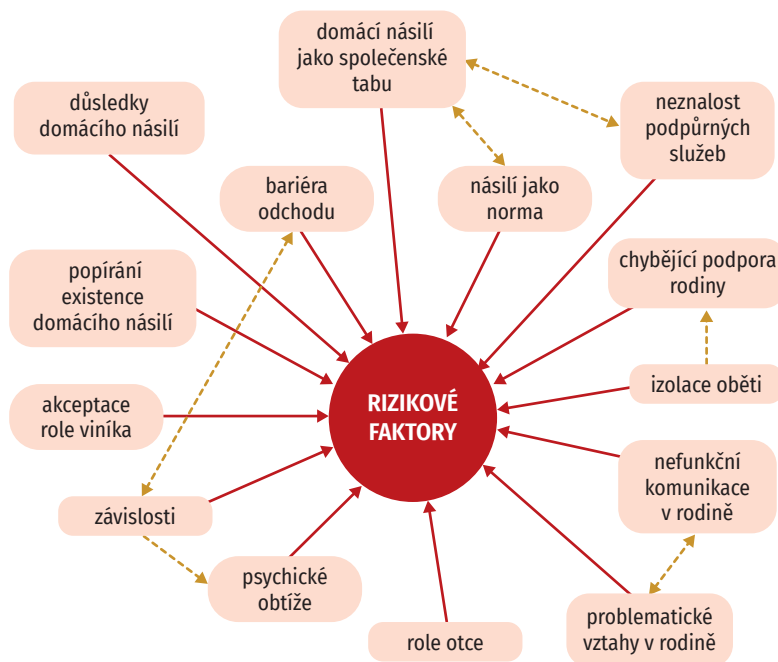 domácí násilí
jako společenské
tabu
důsledky
domácího násilí
neznalost
podpůrných
služeb
bariéra
odchodu
násilí jako
norma
popírání
existence
domácího násilí
chybějící podpora
rodiny
RIZIKOVÉ
FAKTORY
izolace oběti
akceptace
role viníka
nefunkční
komunikace
v rodině
závislosti
psychické
obtíže
role otce
problematické
vztahy v rodině